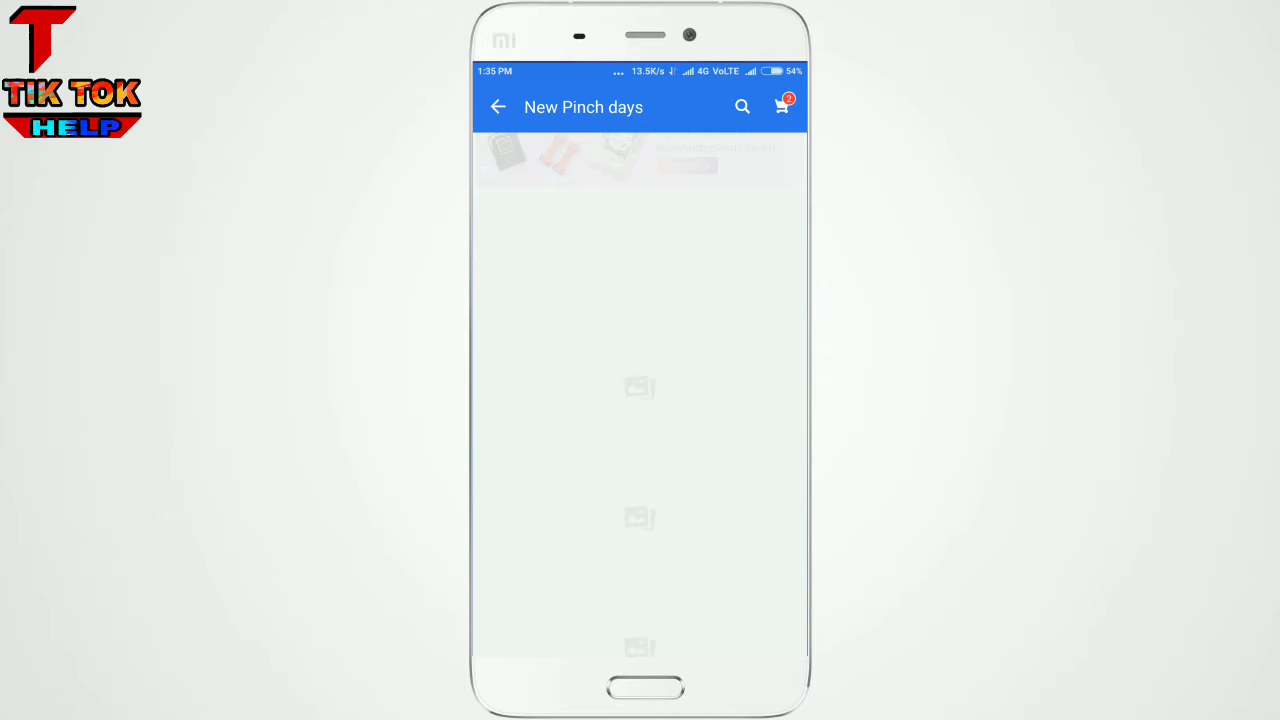 T
TIK TOK
HELP
mi
1:35 PM ... 13.5K/s 4G VoLTE 54%
New Pinch days 2